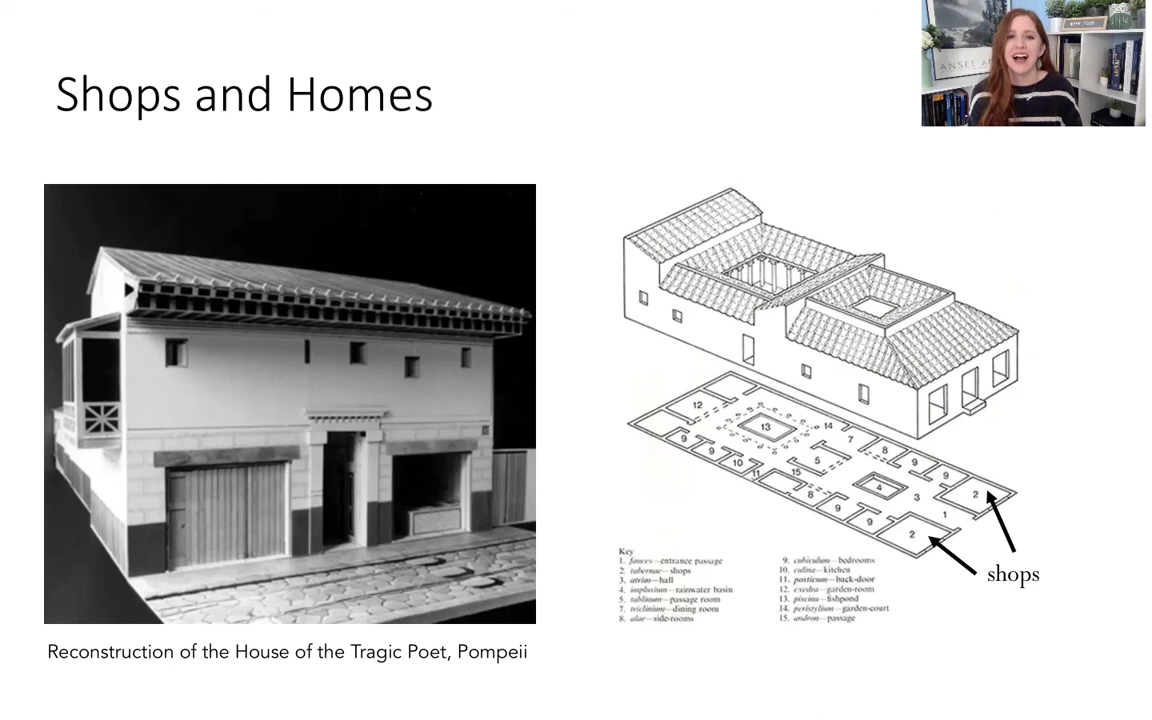 Shops and Homes
ANSEL
Reconstruction of the House of the Tragic Poet, Pompeii
12
13
14
7
9
9
10
11
15
5
8
9
9
8
4
3
9
9
2
1
2
shops
Key
1. fauces—entrance passage
2. tabernae—shops
3. atrium—hall
4. impluvium—rainwater basin
5. tablinum—passage room
7. triclinium—dining room
8. alae—side-rooms
9. cubiculum—bedrooms
10. culina—kitchen
11. posticum—back-door
12. exedra—garden-room
13. piscina—fishpond
14. peristylium—garden-court
15. andron—passage